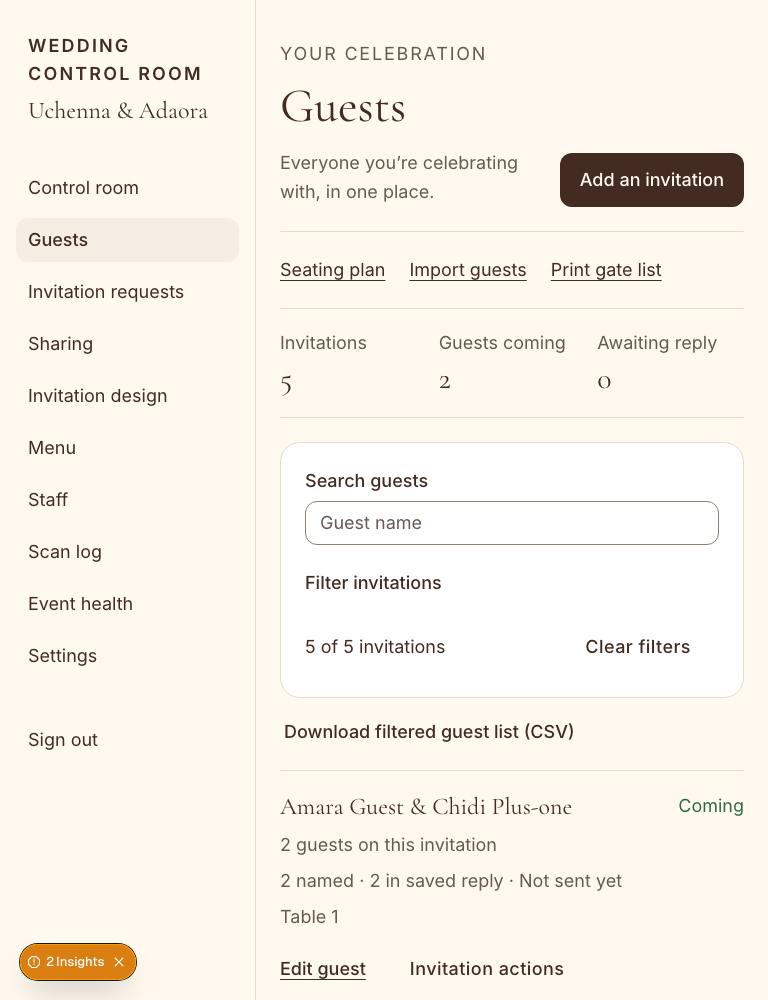 WEDDING
CONTROL ROOM
Uchenna & Adaora
Control room
Guests
Invitation requests
Sharing
Invitation design
Menu
Staff
Scan log
Event health
Settings
Sign out
2 Insights
YOUR CELEBRATION
Guests
Everyone you’re celebrating
with, in one place.
Add an invitation
Seating plan Import guests Print gate list
Invitations Guests coming Awaiting reply
5 2 0
Search guests
Guest name
Filter invitations
5 of 5 invitations Clear filters
Download filtered guest list (CSV)
Amara Guest & Chidi Plus-one Coming
2 guests on this invitation
2 named · 2 in saved reply · Not sent yet
Table 1
Edit guest Invitation actions